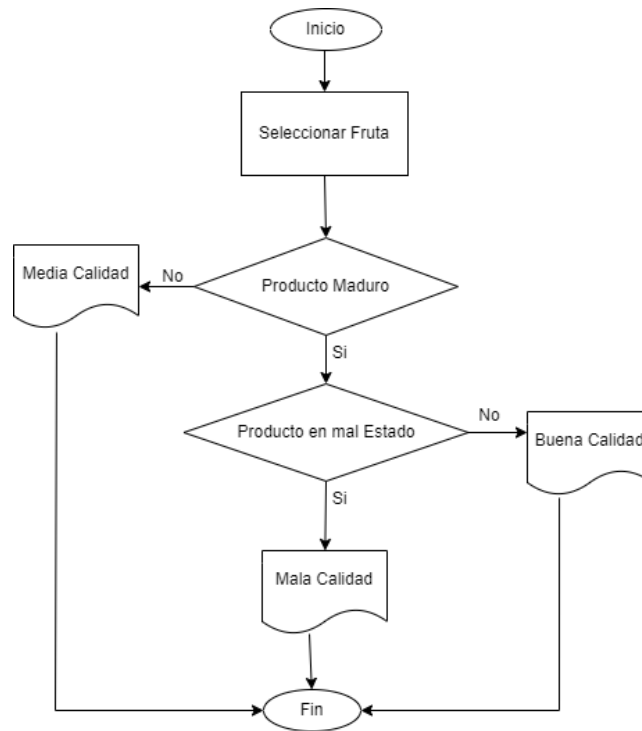 Inicio
Seleccionar Fruta
Media Calidad
No
Producto Maduro
Si
Producto en mal Estado
No
Buena Calidad
Si
Mala Calidad
Fin